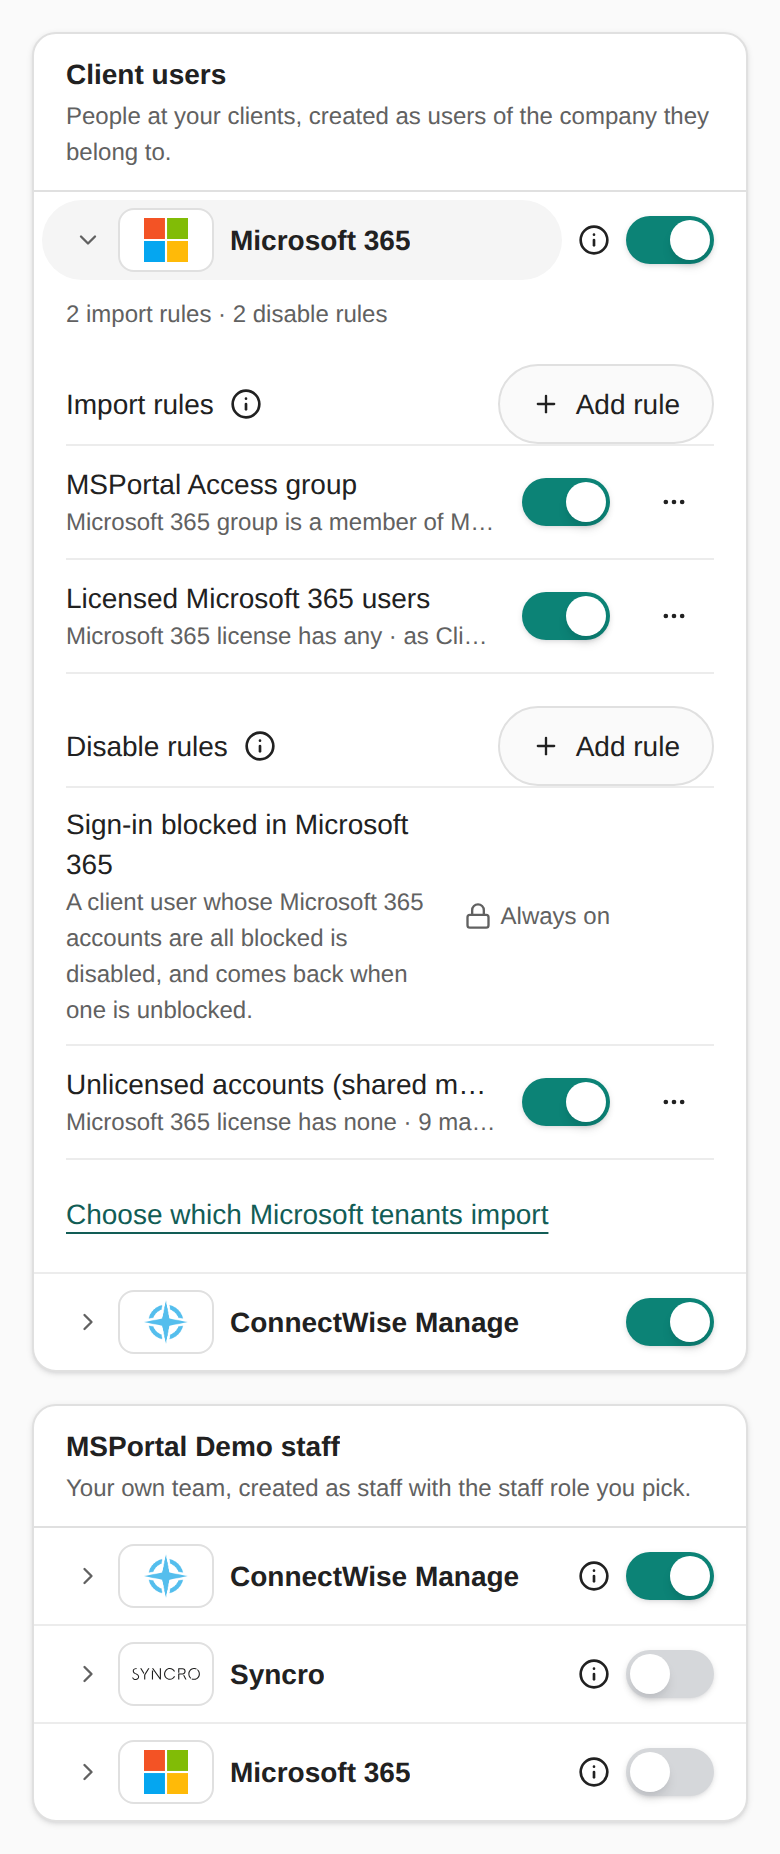 Client users
People at your clients, created as users of the company they
belong to.
Microsoft 365
2 import rules · 2 disable rules
Import rules
Add rule
MSPortal Access group
Microsoft 365 group is a member of M…
Licensed Microsoft 365 users
Microsoft 365 license has any · as Cli…
Disable rules
Add rule
Sign-in blocked in Microsoft
365
A client user whose Microsoft 365
accounts are all blocked is
disabled, and comes back when
one is unblocked.
Always on
Unlicensed accounts (shared m…
Microsoft 365 license has none · 9 ma…
Choose which Microsoft tenants import
ConnectWise Manage
MSPortal Demo staff
Your own team, created as staff with the staff role you pick.
ConnectWise Manage
SYNCRO
Syncro
Microsoft 365